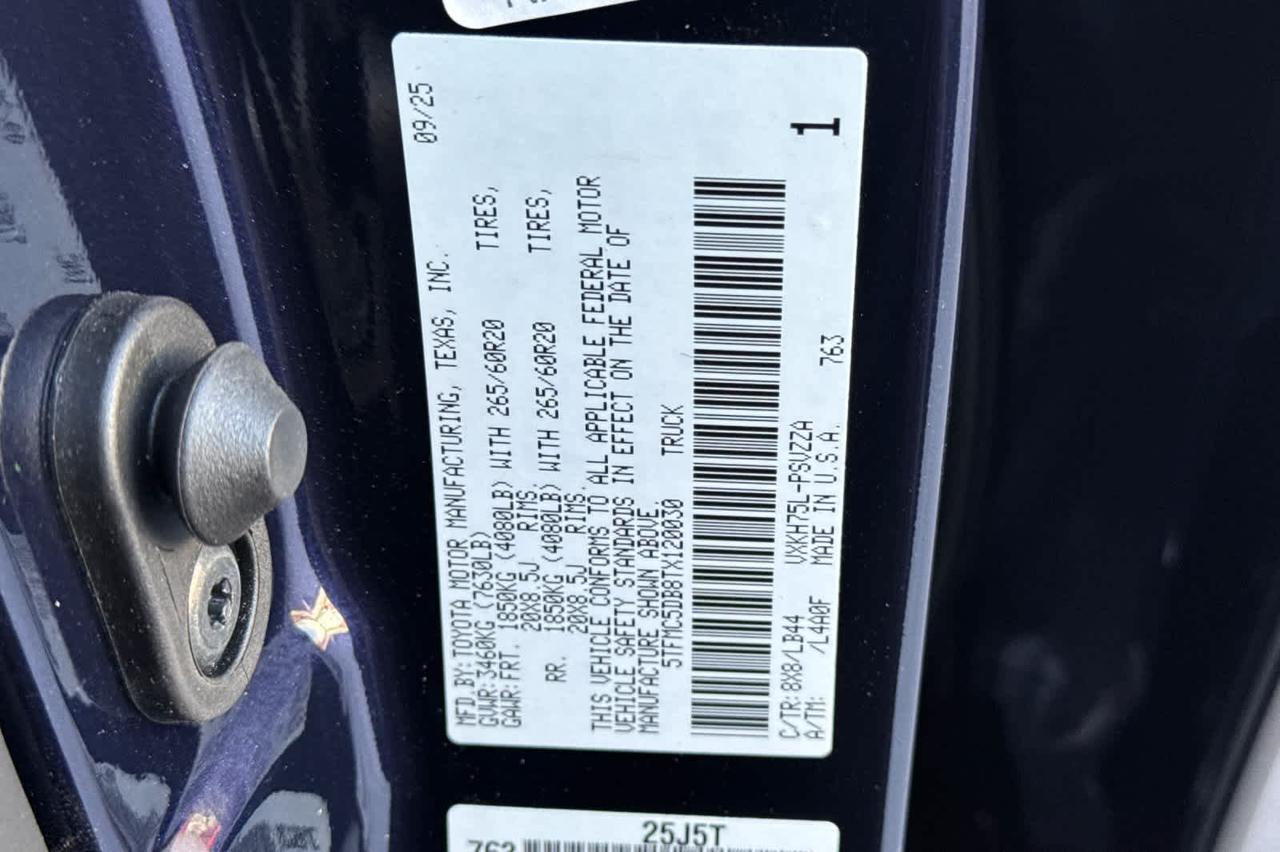 MFD.BY:TOYOTA MOTOR MANUFACTURING, TEXAS, INC. 09/25
GVWR:3460KG (7630LB)
GAWR:FRT. 1850KG (4080LB) WITH 265/60R20 TIRES,
20X8.5J RIMS.
RR. 1850KG (4080LB) WITH 265/60R20 TIRES,
20X8.5J RIMS.
THIS VEHICLE CONFORMS TO ALL APPLICABLE FEDERAL MOTOR
VEHICLE SAFETY STANDARDS IN EFFECT ON THE DATE OF
MANUFACTURE SHOWN ABOVE.
5TFMC5DB8TX120030 TRUCK
1
C/TR:8X8/LB44 VXKH75L-PSVZZA
A/TM: /L4A0F MADE IN U.S.A. 763
25J5T
763